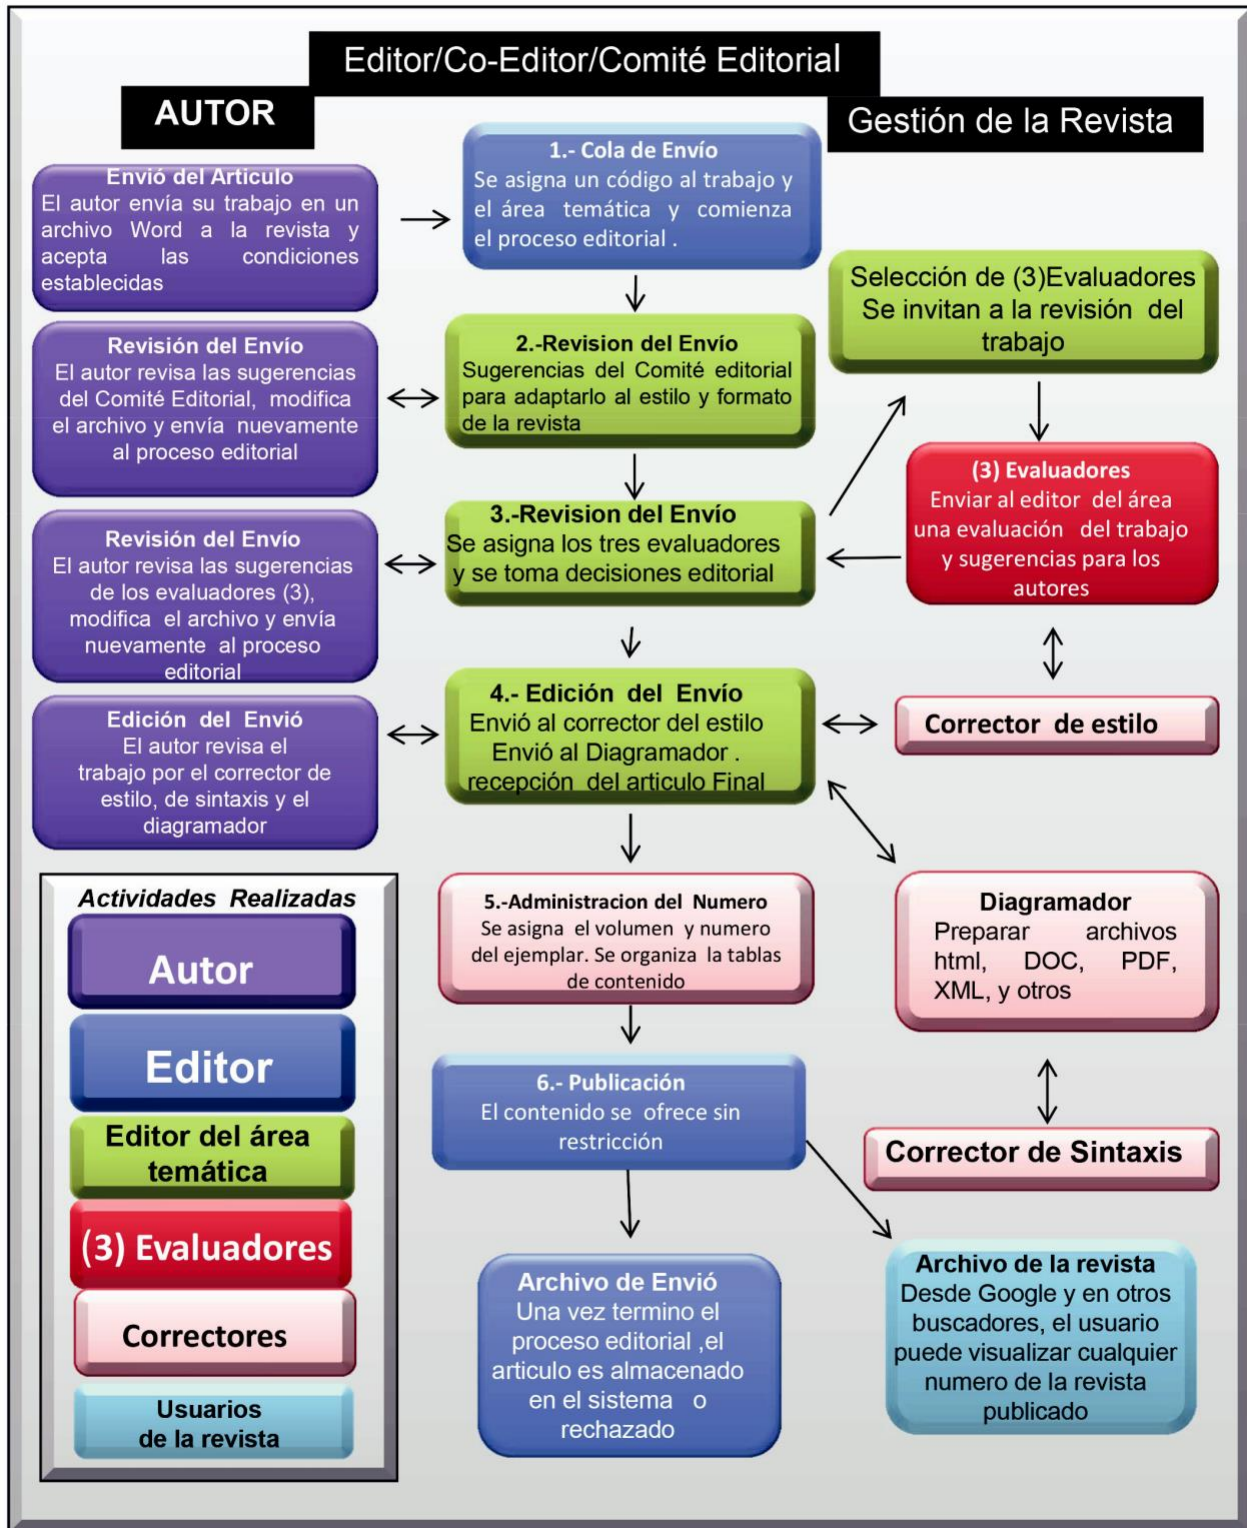 Editor/Co-Editor/Comité Editorial
AUTOR
Gestión de la Revista
Envió del Articulo
El autor envía su trabajo en un
archivo Word a la revista y
acepta las condiciones
establecidas
1.- Cola de Envío
Se asigna un código al trabajo y
el área temática y comienza
el proceso editorial .
Selección de (3)Evaluadores
Se invitan a la revisión del
trabajo
Revisión del Envío
El autor revisa las sugerencias
del Comité Editorial, modifica
el archivo y envía nuevamente
al proceso editorial
2.-Revision del Envío
Sugerencias del Comité editorial
para adaptarlo al estilo y formato
de la revista
(3) Evaluadores
Enviar al editor del área
una evaluación del trabajo
y sugerencias para los
autores
Revisión del Envío
El autor revisa las sugerencias
de los evaluadores (3),
modifica el archivo y envía
nuevamente al proceso
editorial
3.-Revision del Envío
Se asigna los tres evaluadores
y se toma decisiones editorial
Edición del Envió
El autor revisa el
trabajo por el corrector de
estilo, de sintaxis y el
diagramador
4.- Edición del Envío
Envió al corrector del estilo
Envió al Diagramador .
recepción del articulo Final
Corrector de estilo
Actividades Realizadas
Autor
Editor
Editor del área
temática
(3) Evaluadores
Correctores
Usuarios
de la revista
5.-Administracion del Numero
Se asigna el volumen y numero
del ejemplar. Se organiza la tablas
de contenido
Diagramador
Preparar archivos
html, DOC, PDF,
XML, y otros
6.- Publicación
El contenido se ofrece sin
restricción
Corrector de Sintaxis
Archivo de Envió
Una vez termino el
proceso editorial ,el
articulo es almacenado
en el sistema o
rechazado
Archivo de la revista
Desde Google y en otros
buscadores, el usuario
puede visualizar cualquier
numero de la revista
publicado